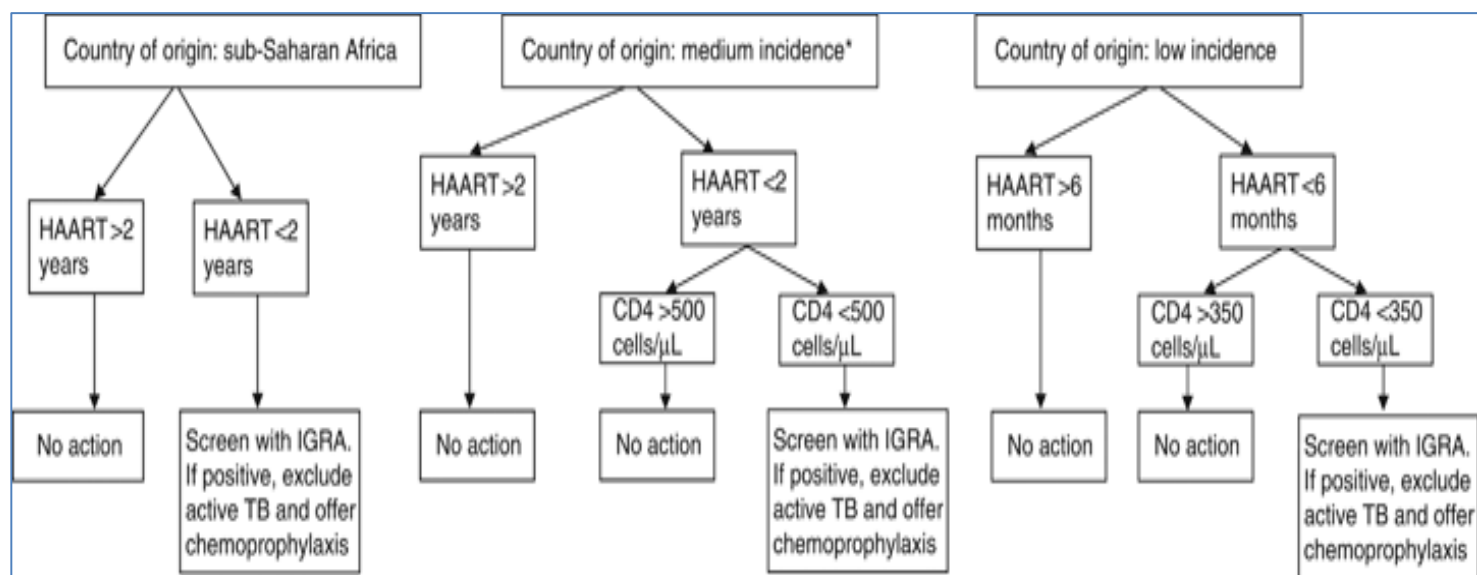 Country of origin: sub-Saharan Africa
HAART >2
years
No action
HAART <2
years
Screen with IGRA.
If positive, exclude
active TB and offer
chemoprophylaxis
Country of origin: medium incidence*
HAART >2
years
No action
HAART <2
years
CD4 >500
cells/μL
No action
CD4 <500
cells/μL
Screen with IGRA.
If positive, exclude
active TB and offer
chemoprophylaxis
Country of origin: low incidence
HAART >6
months
No action
HAART <6
months
CD4 >350
cells/μL
No action
CD4 <350
cells/μL
Screen with IGRA.
If positive, exclude
active TB and offer
chemoprophylaxis